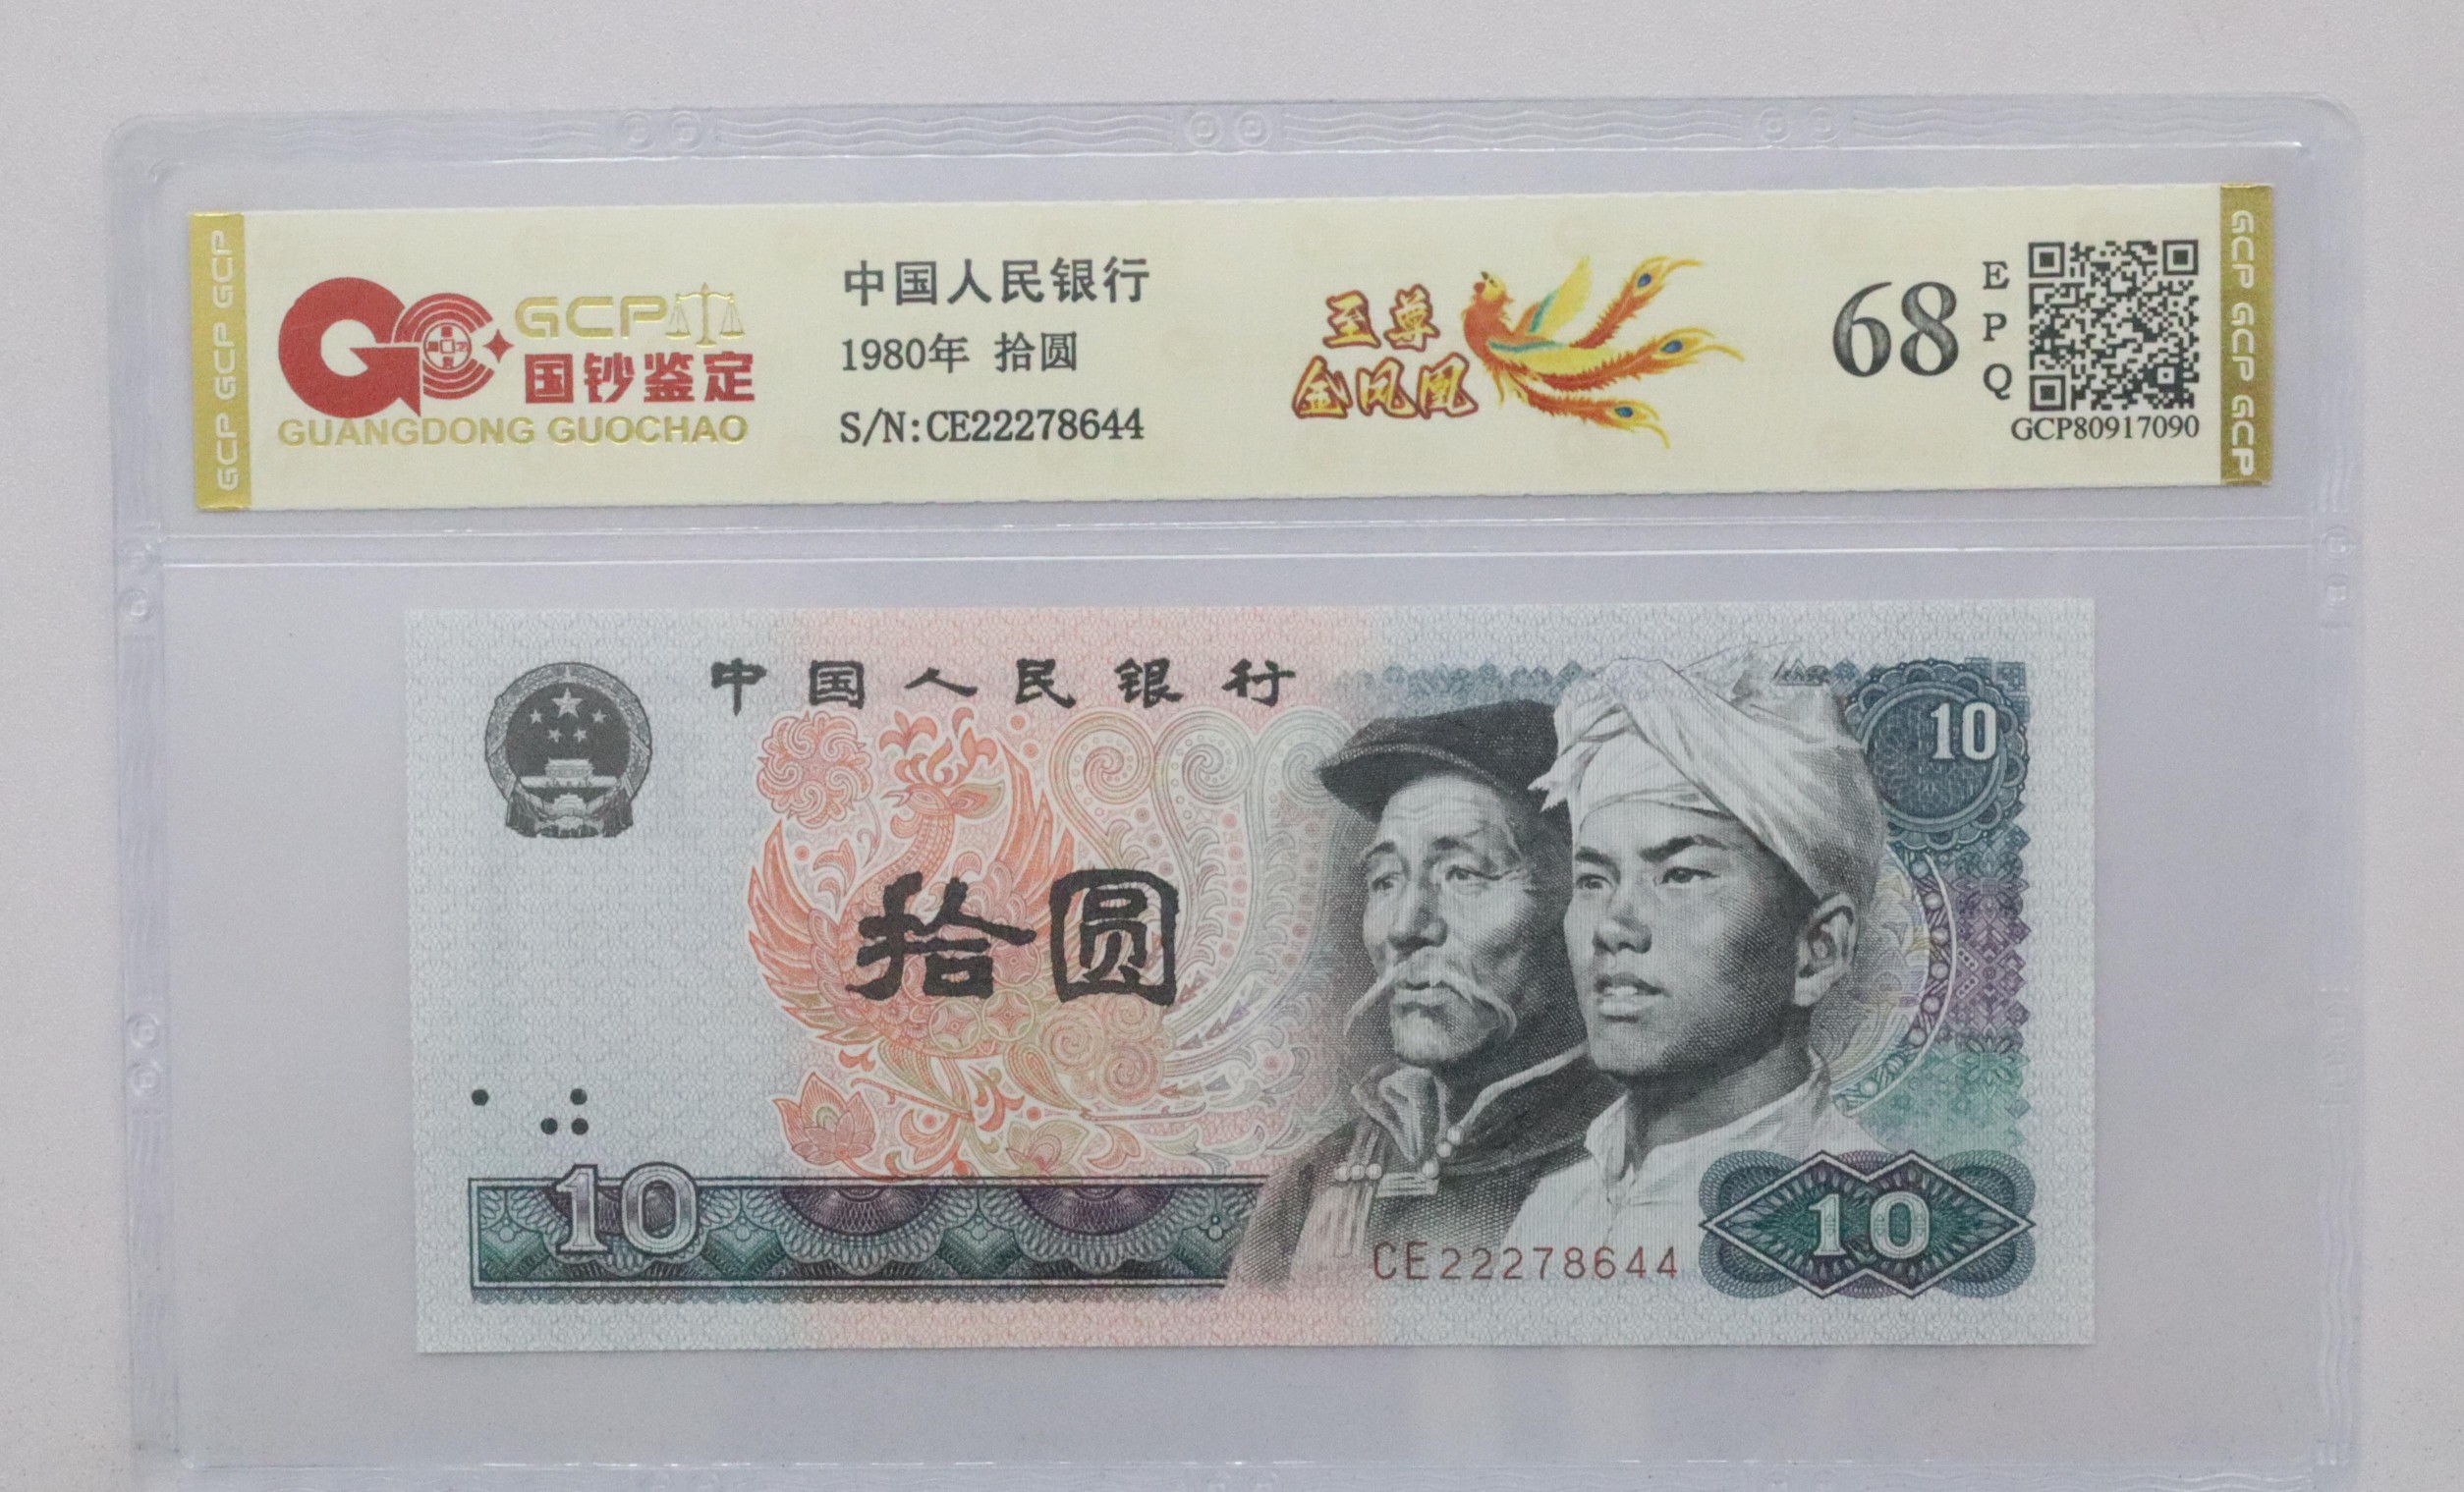 GCP GCP GCP
GCP
国钞鉴定
GUANGDONG GUOCHAO
中国人民银行
1980年 拾圆
S/N:CE22278644
至尊
金凤凰
68
E
P
Q
GCP80917090
GCP GCP GCP
中国人民银行
10
拾圆
10
CE22278644
10